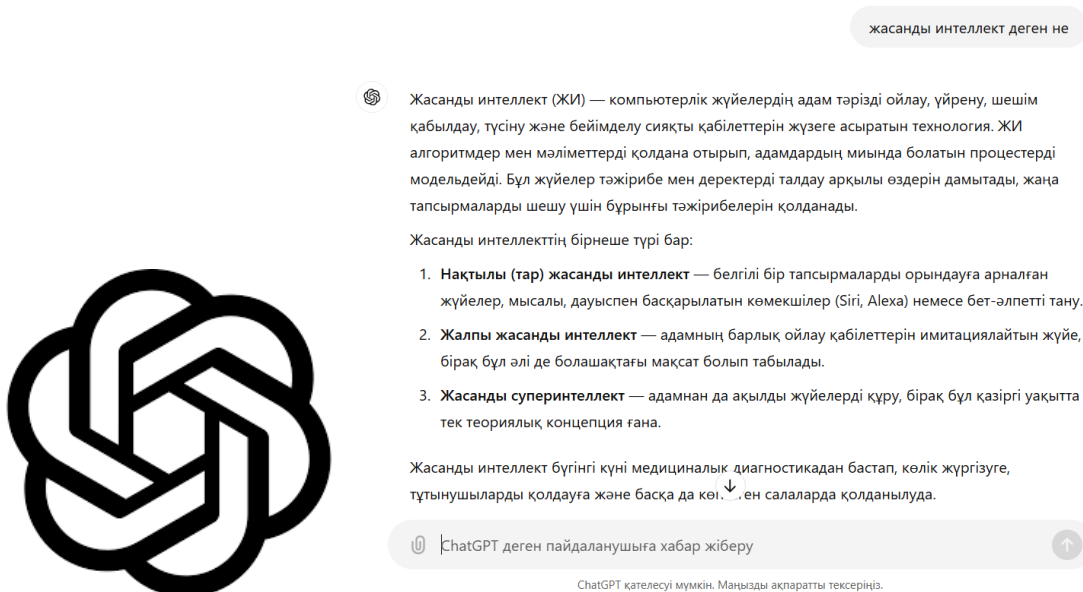 жасанды интеллект деген не
Жасанды интеллект (ЖИ) — компьютерлік жүйелердің адам тәрізді ойлау, үйрену, шешім
қабылдау, түсіну және бейімделу сияқты қабілеттерін жүзеге асыратын технология. ЖИ
алгоритмдер мен мәліметтерді қолдана отырып, адамдардың миында болатын процестерді
модельдейді. Бұл жүйелер тәжірибе мен деректерді талдау арқылы өздерін дамытады, жаңа
тапсырмаларды шешу үшін бұрынғы тәжірибелерін қолданады.
Жасанды интеллекттің бірнеше түрі бар:
1. Нақтылы (тар) жасанды интеллект — белгілі бір тапсырмаларды орындауға арналған
жүйелер, мысалы, дауыспен басқарылатын көмекшілер (Siri, Alexa) немесе бет-әлпетті тану.
2. Жалпы жасанды интеллект — адамның барлық ойлау қабілеттерін имитациялайтын жүйе,
бірақ бұл әлі де болашақтағы мақсат болып табылады.
3. Жасанды суперинтеллект — адамнан да ақылды жүйелерді құру, бірақ бұл қазіргі уақытта
тек теориялық концепция ғана.
Жасанды интеллект бүгінгі күні медициналық диагностикадан бастап, көлік жүргізуге,
тұтынушыларды қолдауға және басқа да салаларда қолданылуда.
ChatGPT деген пайдаланушыға хабар жіберу
ChatGPT қателесуі мүмкін. Маңызды ақпаратты тексеріңіз.